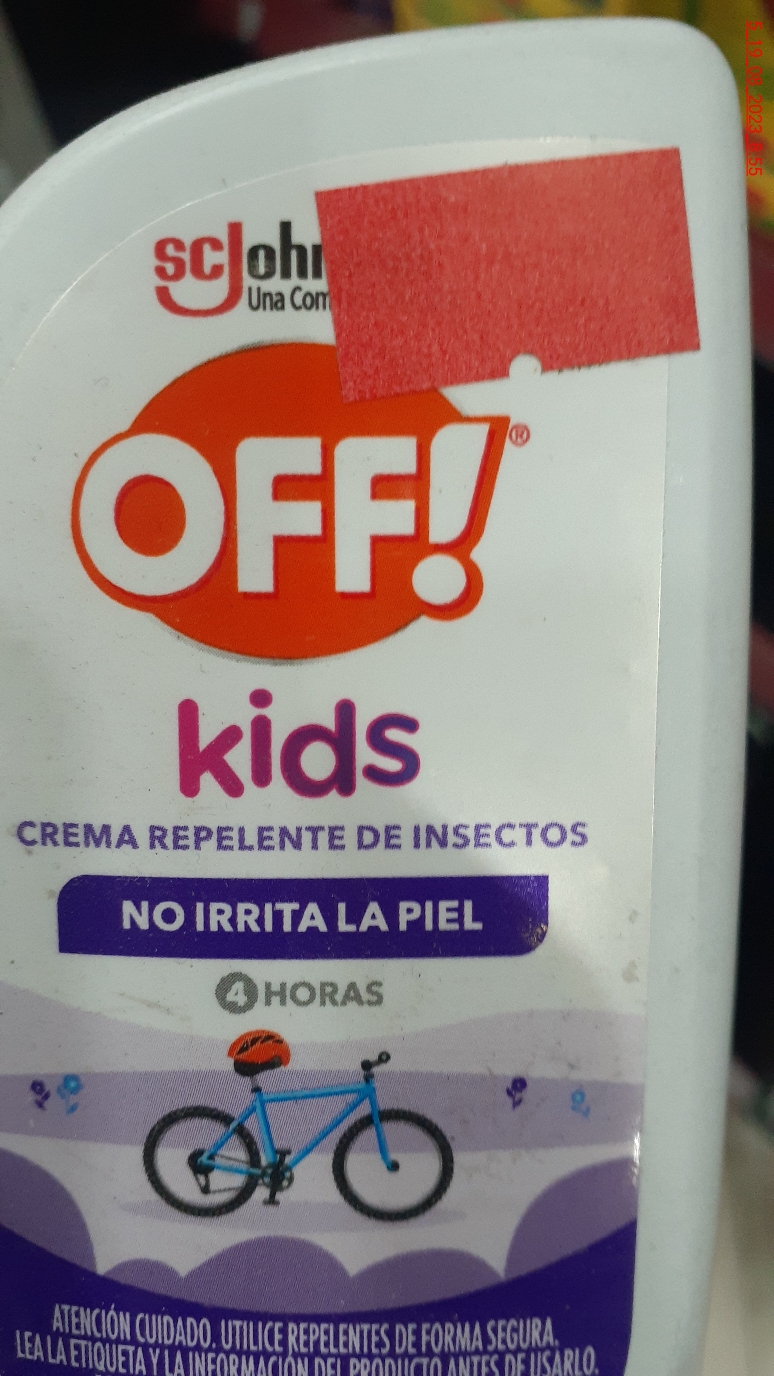 SCJohn
Una Com
OFF!®
kids
CREMA REPELENTE DE INSECTOS
NO IRRITA LA PIEL
4 HORAS
ATENCIÓN CUIDADO. UTILICE REPELENTES DE FORMA SEGURA.
LEA LA ETIQUETA Y LA INFORMACIÓN DEL PRODUCTO ANTES DE USARLO.